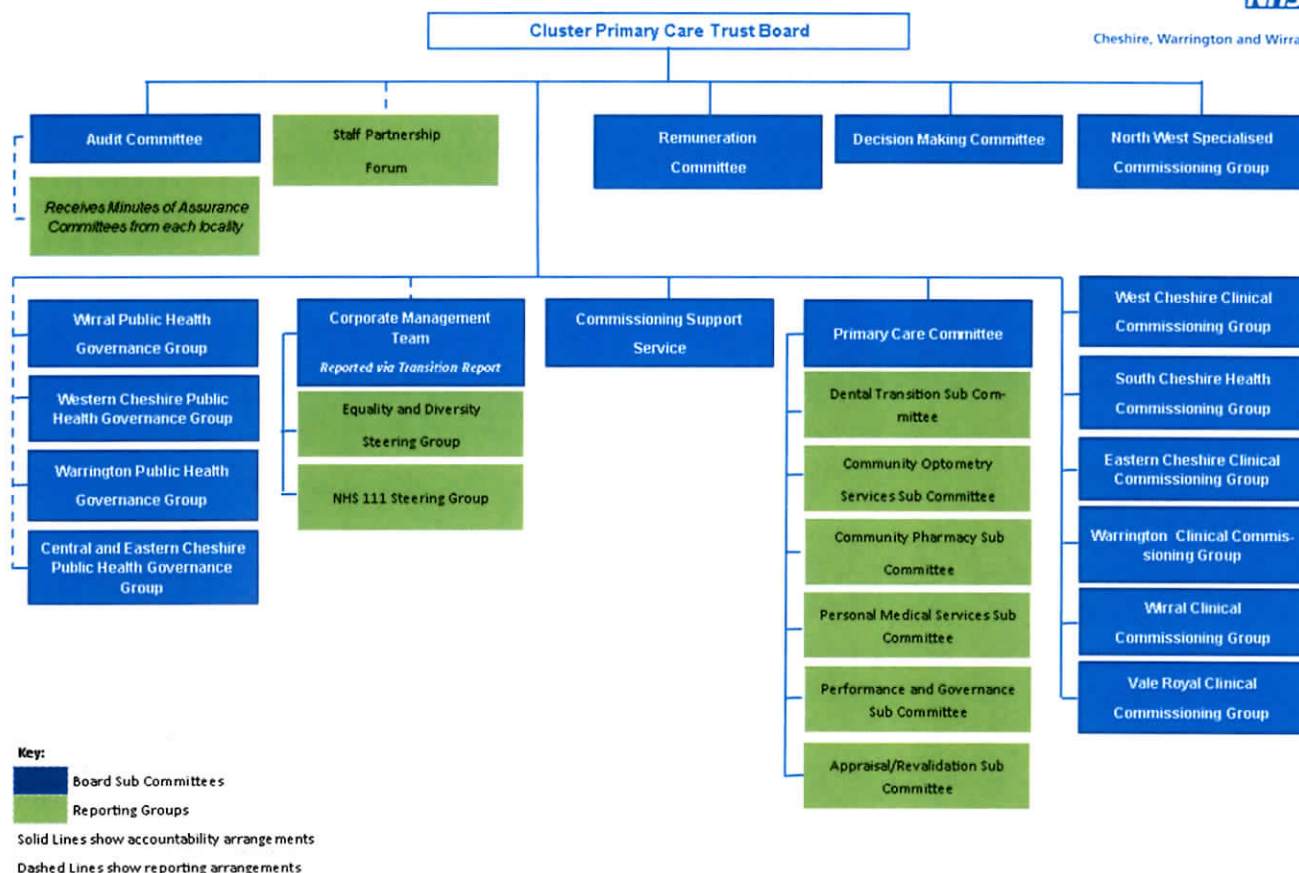 NHS
Cluster Primary Care Trust Board
Cheshire, Warrington and Wirra
Audit Committee
Staff Partnership
Forum
Remuneration
Committee
Decision Making Committee
North West Specialised
Commissioning Group
Receives Minutes of Assurance
Committees from each locality
Wirral Public Health
Governance Group
Western Cheshire Public
Health Governance Group
Warrington Public Health
Governance Group
Central and Eastern Cheshire
Public Health Governance
Group
Corporate Management
Team
Reported via Transition Report
Equality and Diversity
Steering Group
NHS 111 Steering Group
Commissioning Support
Service
Primary Care Committee
Dental Transition Sub Com-
mittee
Community Optometry
Services Sub Committee
Community Pharmacy Sub
Committee
Personal Medical Services Sub
Committee
Performance and Governance
Sub Committee
Appraisal/Revalidation Sub
Committee
West Cheshire Clinical
Commissioning Group
South Cheshire Health
Commissioning Group
Eastern Cheshire Clinical
Commissioning Group
Warrington Clinical Commis-
sioning Group
Wirral Clinical
Commissioning Group
Vale Royal Clinical
Commissioning Group
Key:
Board Sub Committees
Reporting Groups
Solid Lines show accountability arrangements
Dashed Lines show reporting arrangements